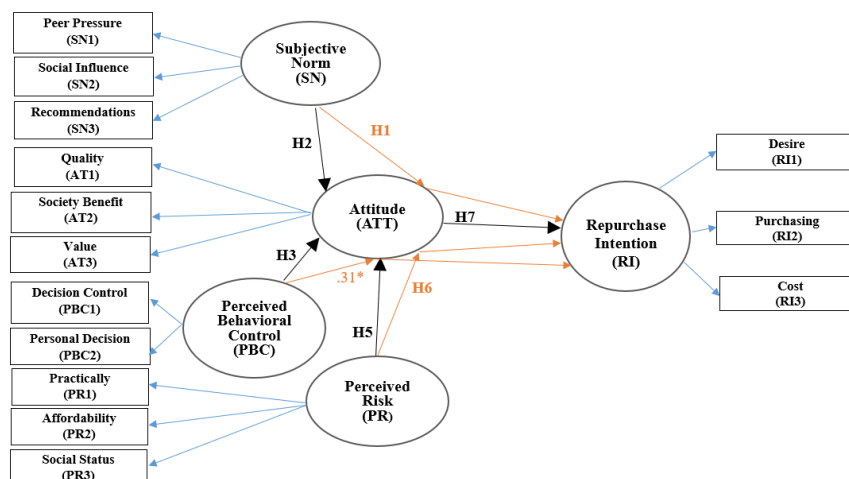 Peer Pressure
(SN1)
Social Influence
(SN2)
Recommendations
(SN3)
Quality
(AT1)
Society Benefit
(AT2)
Value
(AT3)
Decision Control
(PBC1)
Personal Decision
(PBC2)
Practically
(PR1)
Affordability
(PR2)
Social Status
(PR3)
Subjective
Norm
(SN)
H1
H2
Attitude
(ATT)
H7
H3
.31*
H6
H5
Perceived
Behavioral
Control
(PBC)
Perceived
Risk
(PR)
Repurchase
Intention
(RI)
Desire
(RI1)
Purchasing
(RI2)
Cost
(RI3)